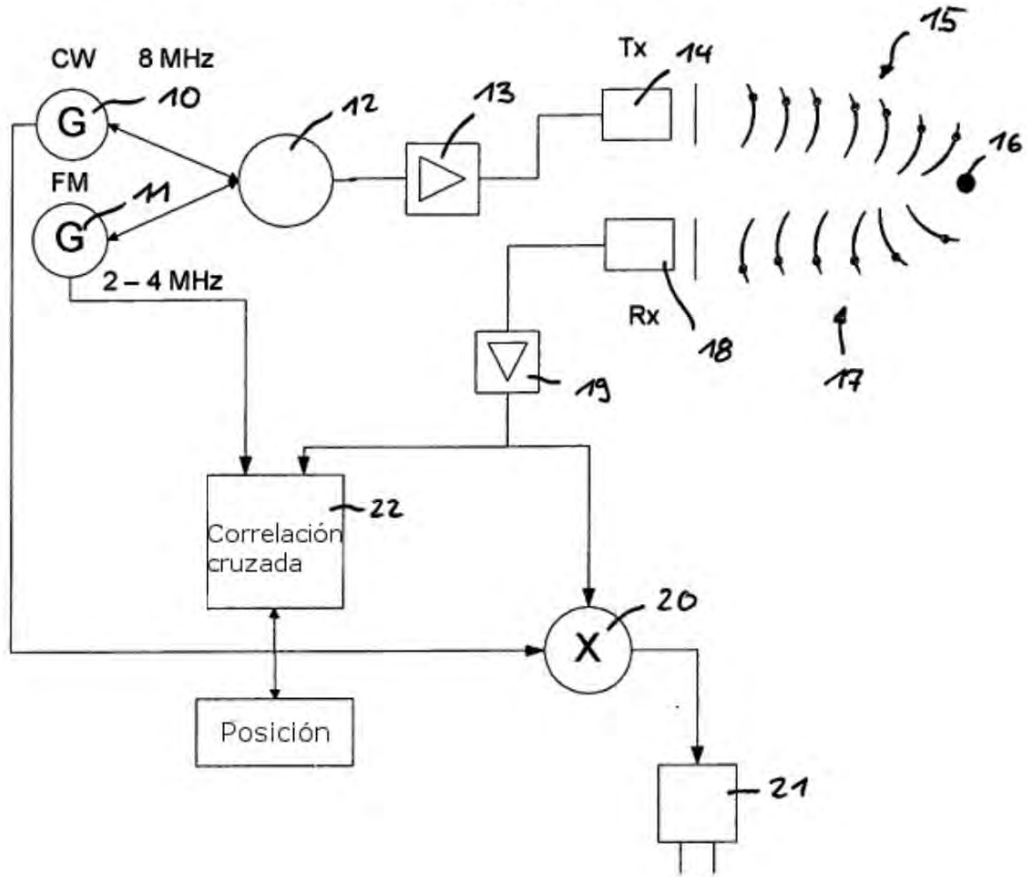 CW 8 MHz
G 10
FM
G 11
2 – 4 MHz
12
13
Tx 14
15
16
17
Rx 18
19
Correlación
cruzada
22
X 20
Posición
21